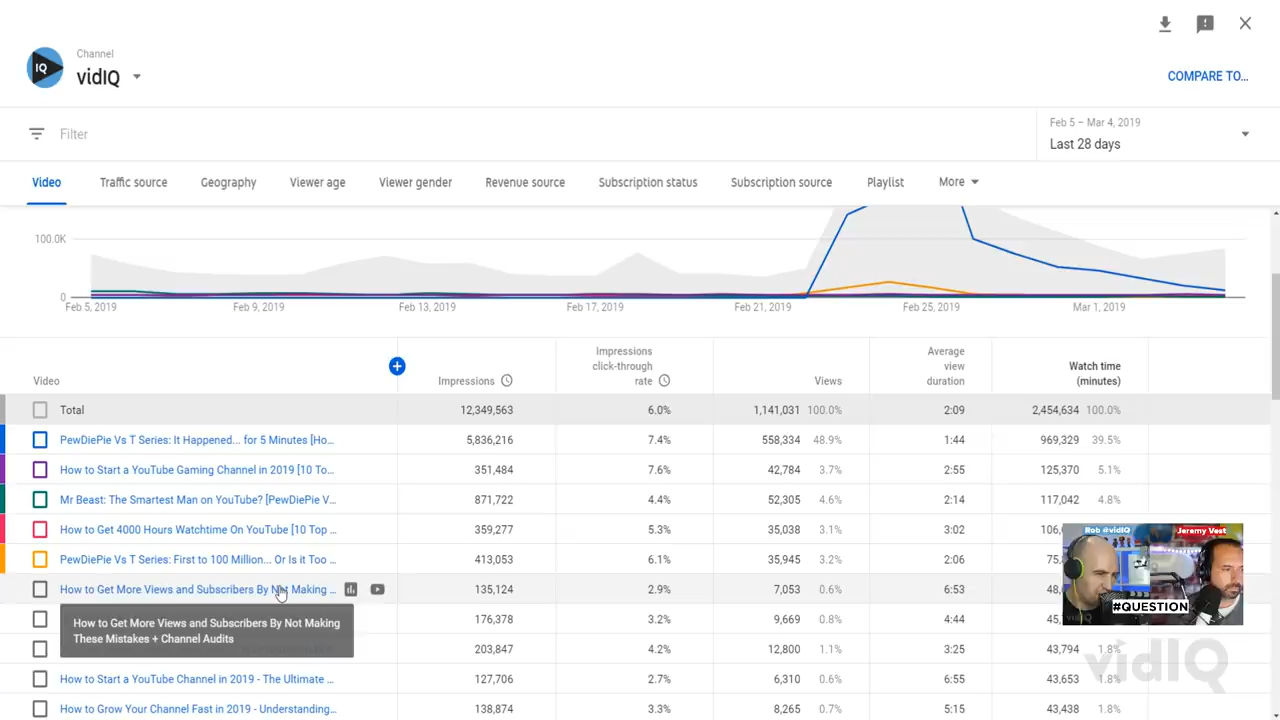 Channel
IQ
vidIQ
COMPARE TO...
Filter
Feb 5 – Mar 4, 2019
Last 28 days
Video
Traffic source
Geography
Viewer age
Viewer gender
Revenue source
Subscription status
Subscription source
Playlist
More
100.0K
0
Feb 5, 2019
Feb 9, 2019
Feb 13, 2019
Feb 17, 2019
Feb 21, 2019
Feb 25, 2019
Mar 1, 2019
Video
Impressions
Impressions
click-through
rate
Views
Average
view
duration
Watch time
(minutes)
Total 12,349,563 6.0% 1,141,031 100.0% 2:09 2,454,634 100.0%
PewDiePie Vs T Series: It Happened... for 5 Minutes [Ho... 5,836,216 7.4% 558,334 48.9% 1:44 969,329 39.5%
How to Start a YouTube Gaming Channel in 2019 [10 To... 351,484 7.6% 42,784 3.7% 2:55 125,370 5.1%
Mr Beast: The Smartest Man on YouTube? [PewDiePie V... 871,722 4.4% 52,305 4.6% 2:14 117,042 4.8%
How to Get 4000 Hours Watchtime On YouTube [10 Top ... 359,277 5.3% 35,038 3.1% 3:02 106,
PewDiePie Vs T Series: First to 100 Million... Or Is it Too ... 413,053 6.1% 35,945 3.2% 2:06 75,
How to Get More Views and Subscribers By Not Making ... 135,124 2.9% 7,053 0.6% 6:53 48,
How to Get More Views and Subscribers By Not Making
These Mistakes + Channel Audits
176,378 3.2% 9,669 0.8% 4:44 45,
203,847 4.2% 12,800 1.1% 3:25 43,794 1.8%
How to Start a YouTube Channel in 2019 - The Ultimate ... 127,706 2.7% 6,310 0.6% 6:55 43,653 1.8%
How to Grow Your Channel Fast in 2019 - Understanding... 138,874 3.3% 8,265 0.7% 5:15 43,438 1.8%
Rob @vidIQ
Jeremy Vest
#QUESTION
vidIQ